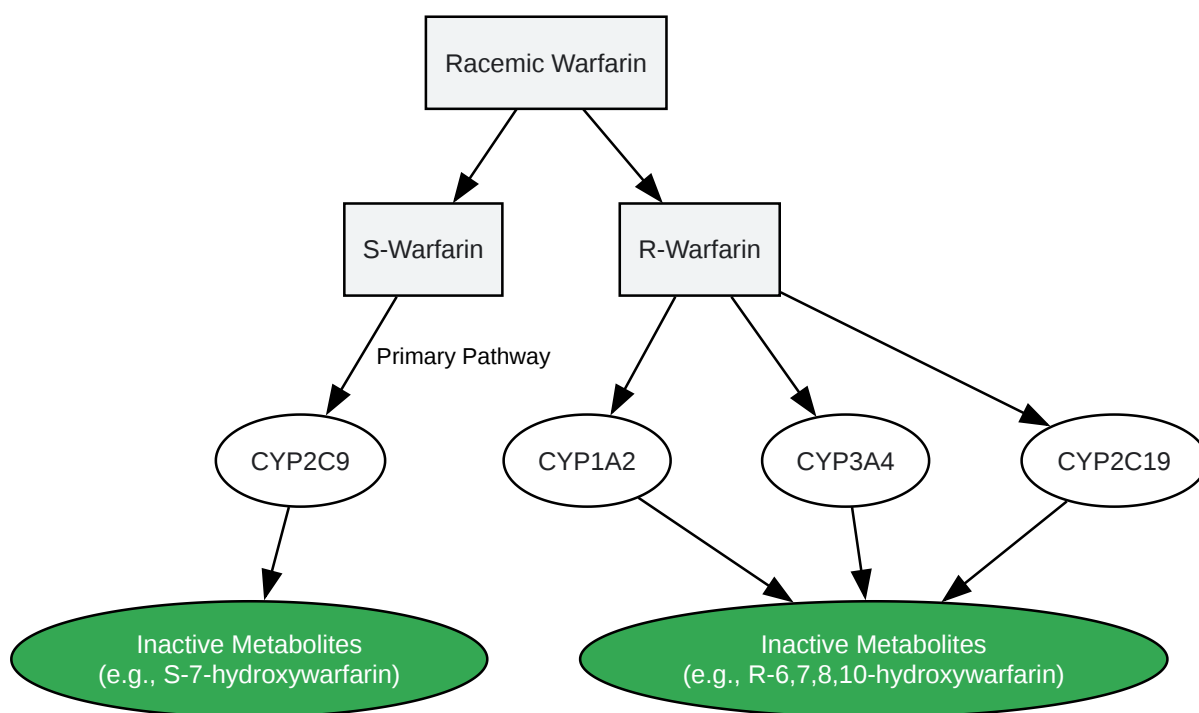 Racemic Warfarin
S-Warfarin
R-Warfarin
Primary Pathway
CYP2C9
CYP1A2
CYP3A4
CYP2C19
Inactive Metabolites
(e.g., S-7-hydroxywarfarin)
Inactive Metabolites
(e.g., R-6,7,8,10-hydroxywarfarin)